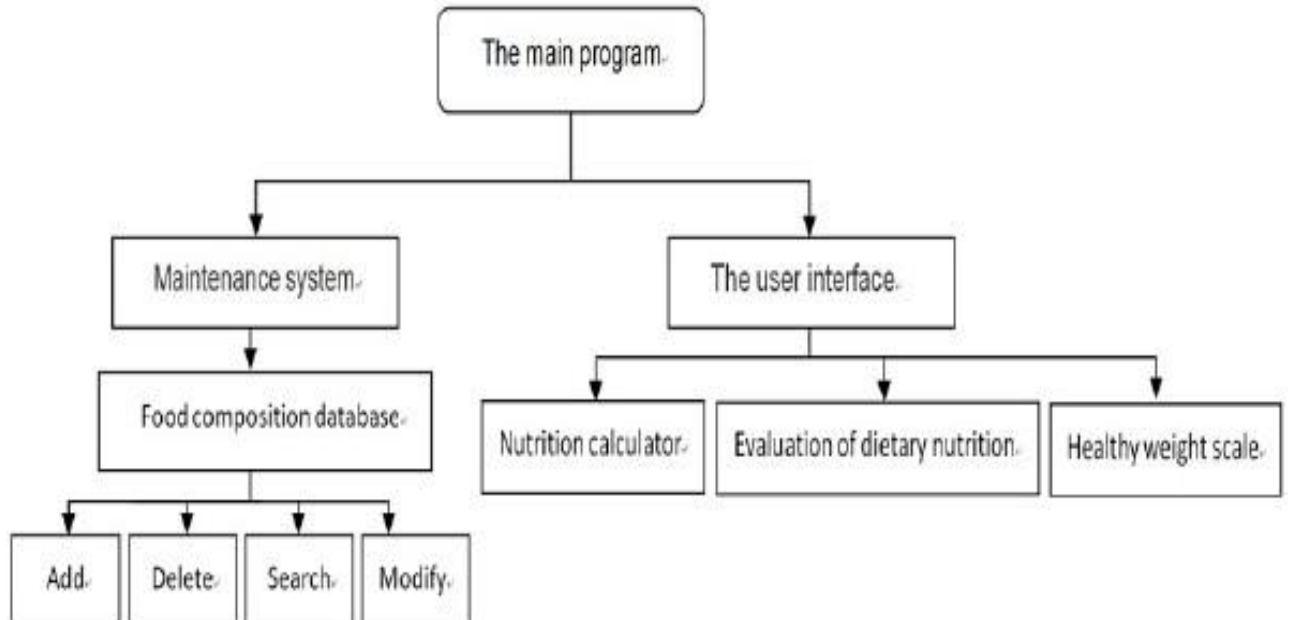 The main program
Maintenance system
The user interface
Food composition database
Nutrition calculator
Evaluation of dietary nutrition
Healthy weight scale
Add
Delete
Search
Modify